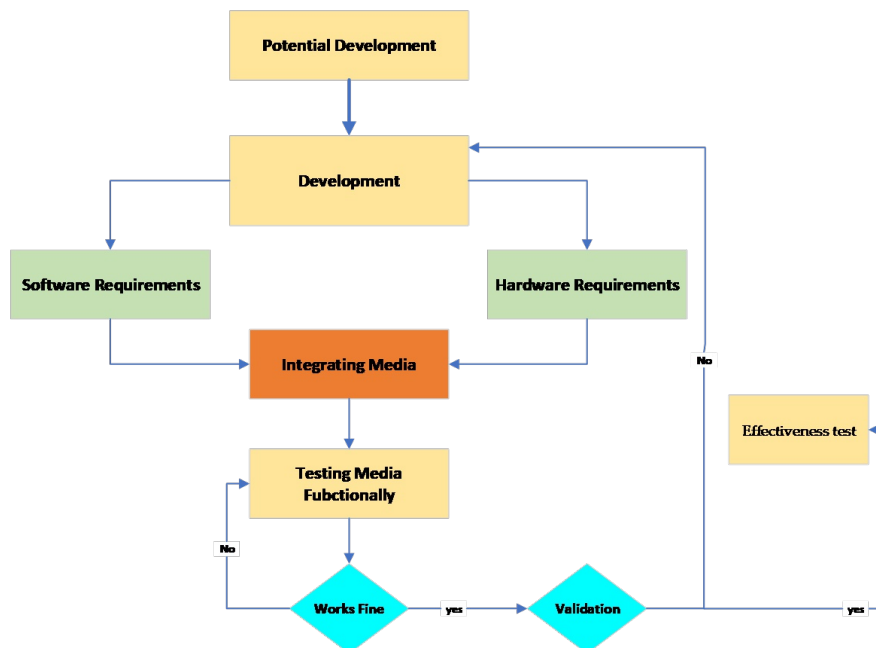 Potential Development
Development
Software Requirements
Hardware Requirements
Integrating Media
No
Effectiveness test
Testing Media
Fubctionally
No
Works Fine
yes
Validation
yes